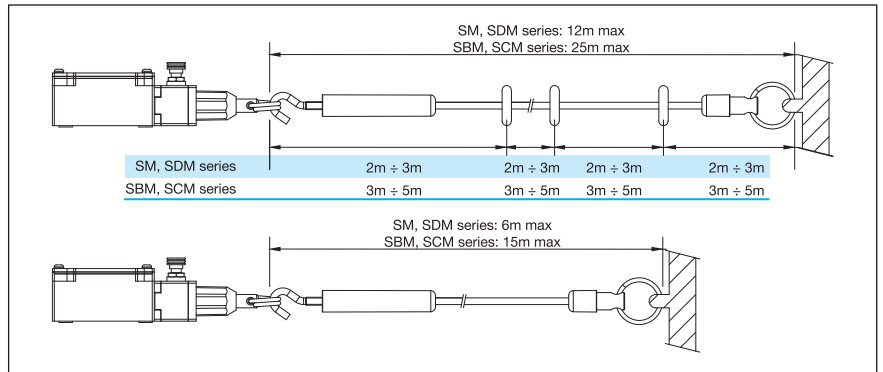 SM, SDM series: 12m max
SBM, SCM series: 25m max
SM, SDM series 2m ÷ 3m 2m ÷ 3m 2m ÷ 3m 2m ÷ 3m
SBM, SCM series 3m ÷ 5m 3m ÷ 5m 3m ÷ 5m 3m ÷ 5m
SM, SDM series: 6m max
SBM, SCM series: 15m max